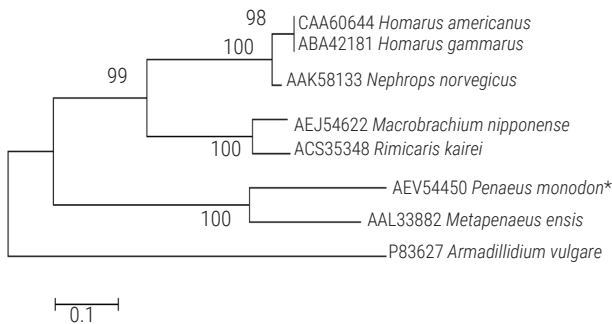 98
CAA60644 Homarus americanus
ABA42181 Homarus gammarus
100
AAK58133 Nephrops norvegicus
99
AEJ54622 Macrobrachium nipponense
100
ACS35348 Rimicaris kairei
AEV54450 Penaeus monodon*
100
AAL33882 Metapenaeus ensis
P83627 Armadillidium vulgare
0.1